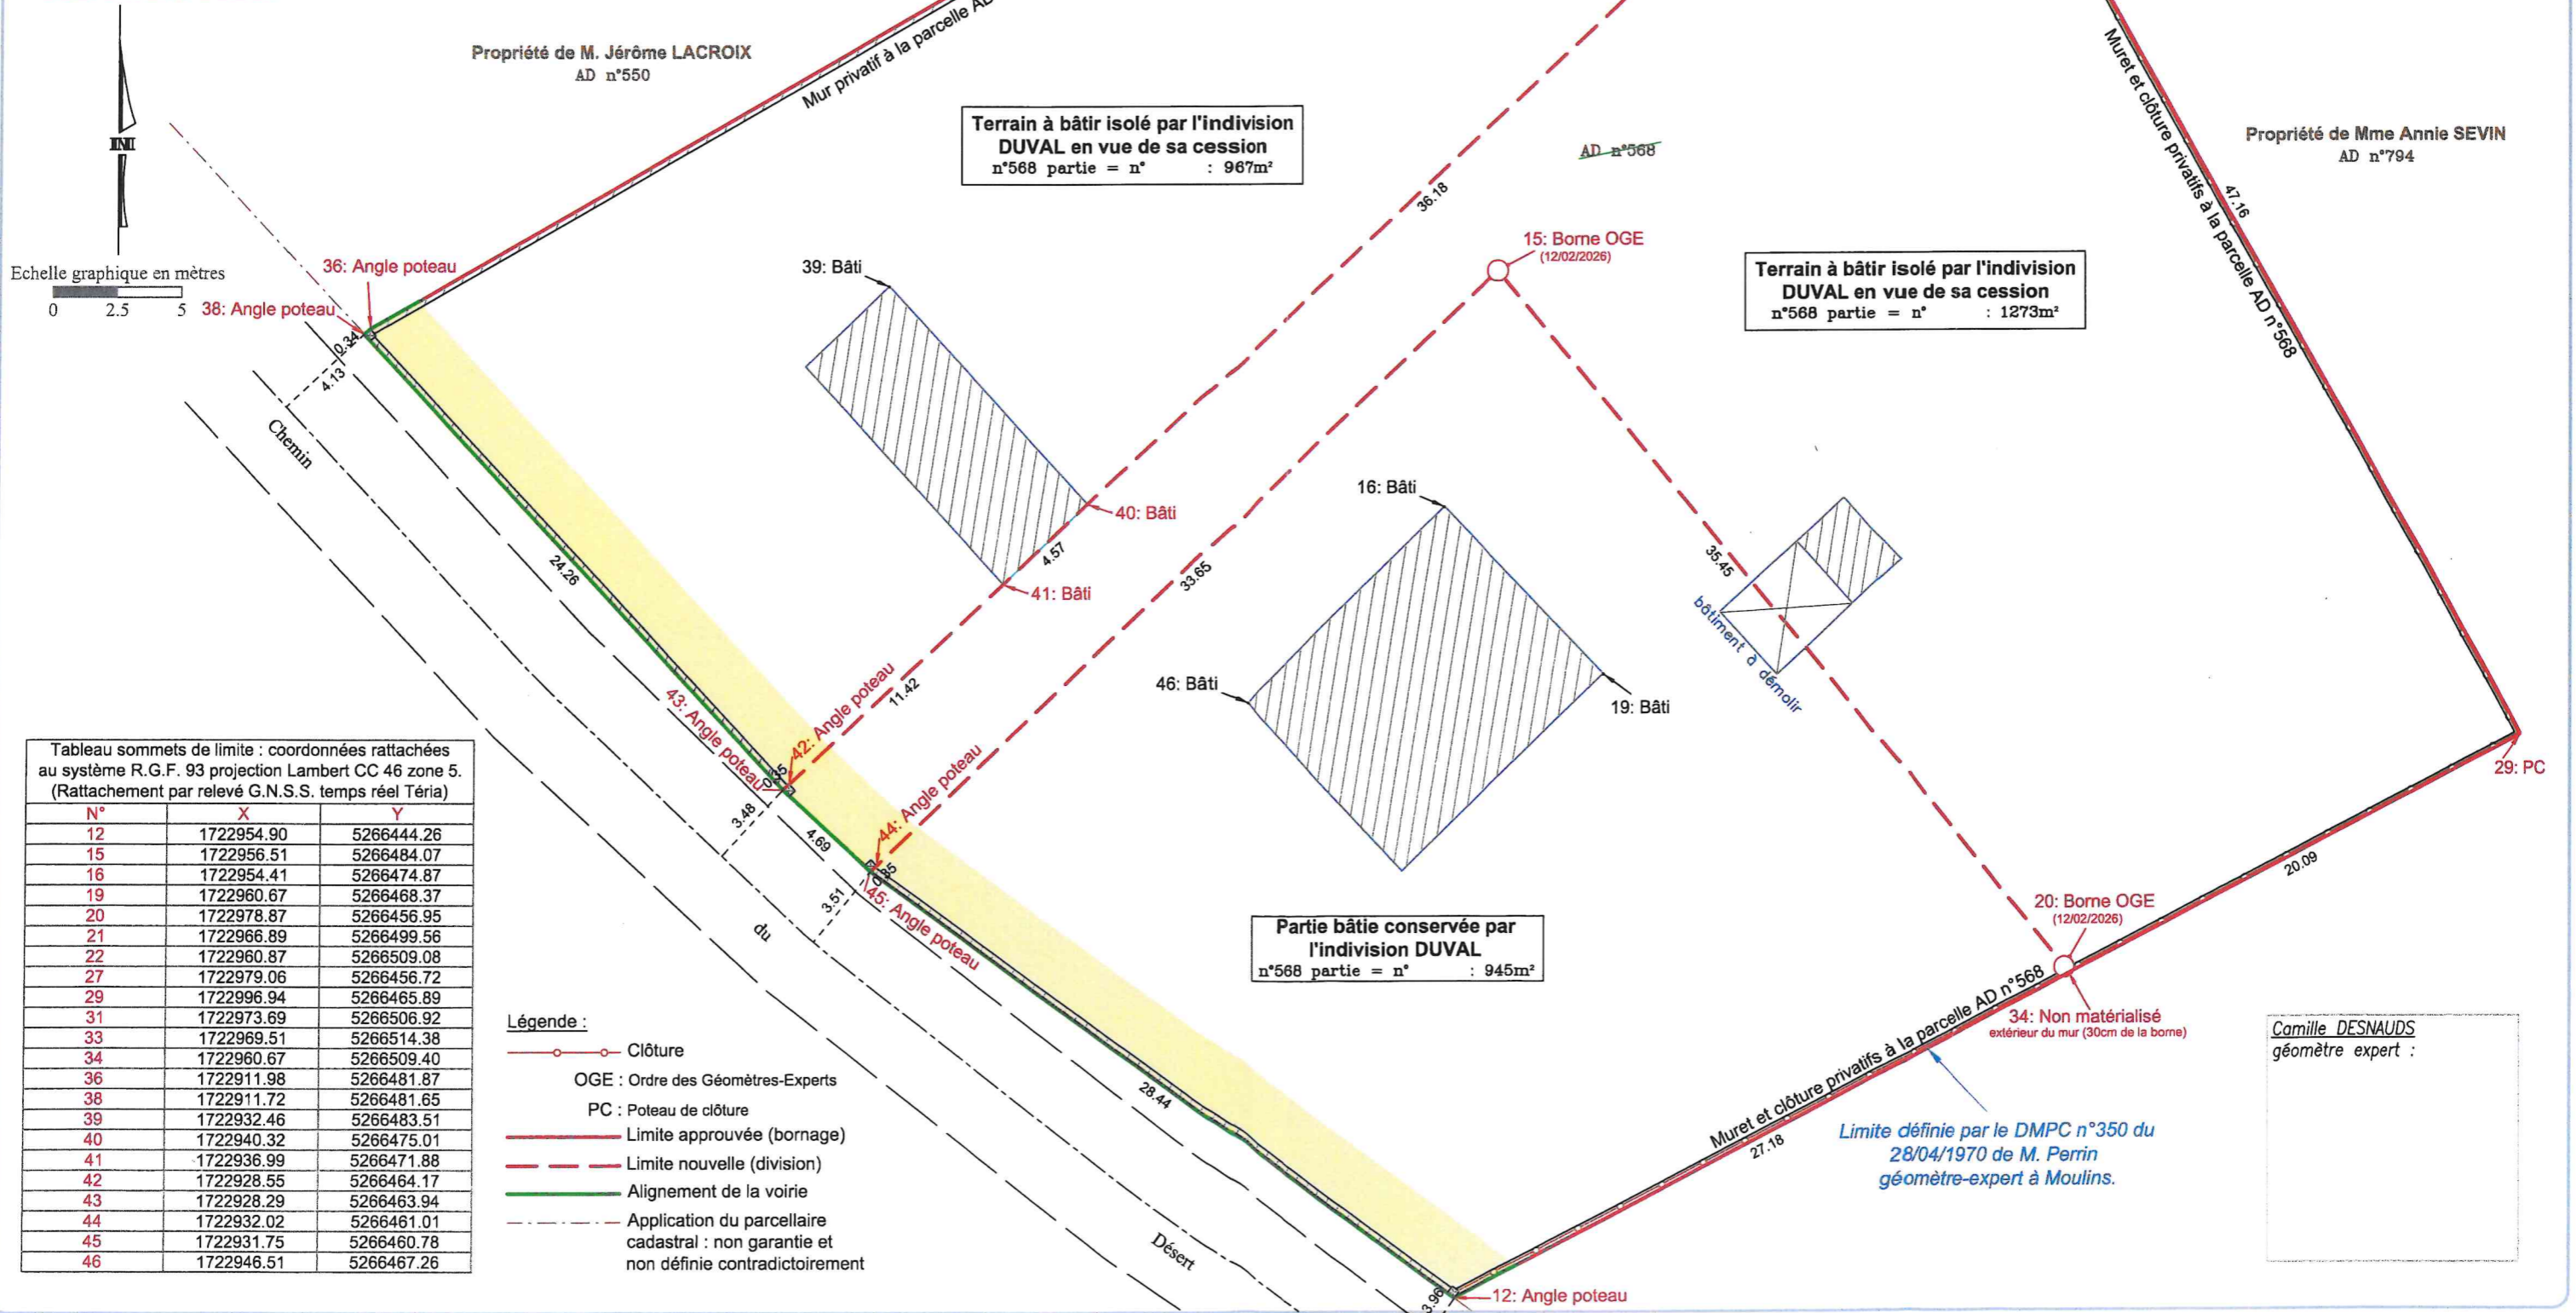 Propriété de M. Jérôme LACROIX
AD n°550
Mur privatif à la parcelle AD
Terrain à bâtir isolé par l'indivision
DUVAL en vue de sa cession
n°568 partie = n° : 967m²
AD n°568
36.18
Muret et clôture privatifs à la parcelle AD n°568
47.16
Propriété de Mme Annie SEVIN
AD n°794
15: Borne OGE
(12/02/2026)
Terrain à bâtir isolé par l'indivision
DUVAL en vue de sa cession
n°568 partie = n° : 1273m²
Echelle graphique en mètres
0 2.5 5
36: Angle poteau
38: Angle poteau
0.34
4.13
39: Bâti
40: Bâti
4.57
41: Bâti
16: Bâti
33.65
35.45
bâtiment à démolir
46: Bâti
19: Bâti
Chemin
24.26
11.42
42: Angle poteau
43: Angle poteau
0.35
3.48
4.69
44: Angle poteau
0.35
45: Angle poteau
3.51
du
29: PC
20.09
20: Borne OGE
(12/02/2026)
34: Non matérialisé
extérieur du mur (30cm de la borne)
Partie bâtie conservée par
l'indivision DUVAL
n°568 partie = n° : 945m²
Muret et clôture privatifs à la parcelle AD n°568
27.18
Limite définie par le DMPC n°350 du
28/04/1970 de M. Perrin
géomètre-expert à Moulins.
28.44
Désert
3.96
12: Angle poteau
Camille DESNAUDS
géomètre expert :
Tableau sommets de limite : coordonnées rattachées
au système R.G.F. 93 projection Lambert CC 46 zone 5.
(Rattachement par relevé G.N.S.S. temps réel Téria)
N° X Y
12 1722954.90 5266444.26
15 1722956.51 5266484.07
16 1722954.41 5266474.87
19 1722960.67 5266468.37
20 1722978.87 5266456.95
21 1722966.89 5266499.56
22 1722960.87 5266509.08
27 1722979.06 5266456.72
29 1722996.94 5266465.89
31 1722973.69 5266506.92
33 1722969.51 5266514.38
34 1722960.67 5266509.40
36 1722911.98 5266481.87
38 1722911.72 5266481.65
39 1722932.46 5266483.51
40 1722940.32 5266475.01
41 1722936.99 5266471.88
42 1722928.55 5266464.17
43 1722928.29 5266463.94
44 1722932.02 5266461.01
45 1722931.75 5266460.78
46 1722946.51 5266467.26
Légende :
Clôture
OGE : Ordre des Géomètres-Experts
PC : Poteau de clôture
Limite approuvée (bornage)
Limite nouvelle (division)
Alignement de la voirie
Application du parcellaire
cadastral : non garantie et
non définie contradictoirement